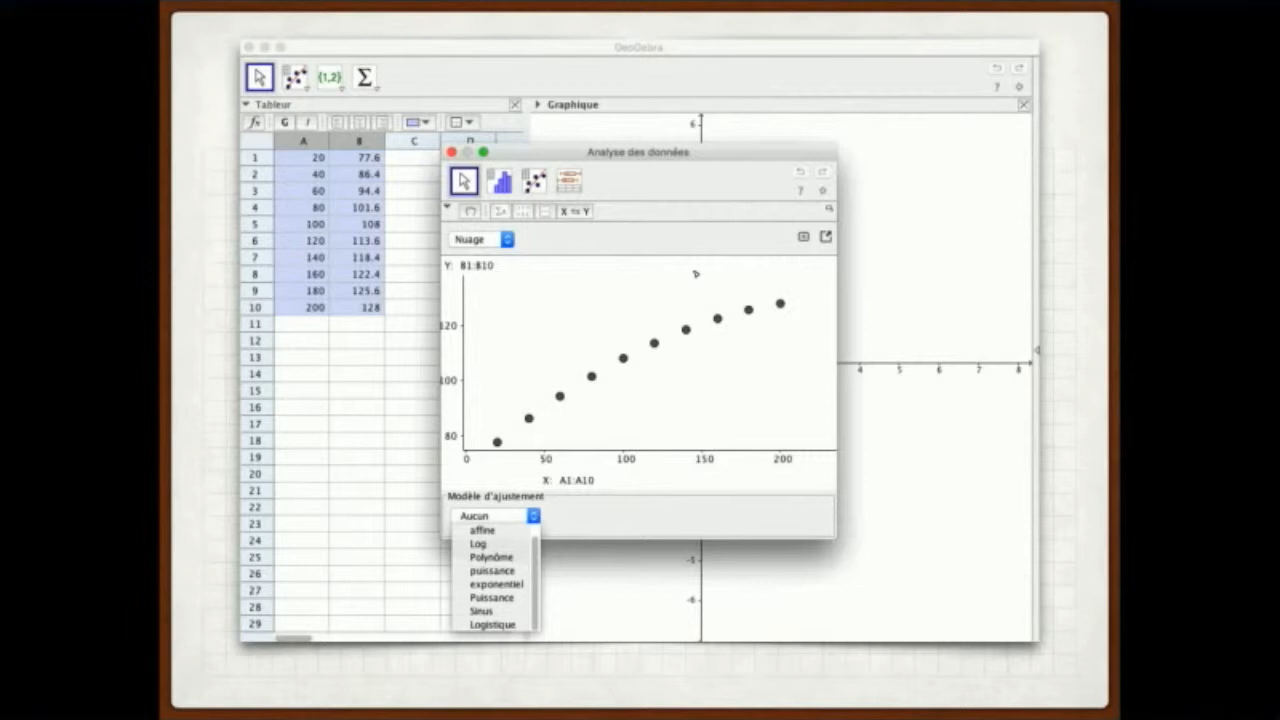 GeoGebra
{1,2} Σ
?
Tableur
Graphique
fx G I
A B C
1 20 77.6
2 40 86.4
3 60 94.4
4 80 101.6
5 100 108
6 120 113.6
7 140 118.4
8 160 122.4
9 180 125.6
10 200 128
11
12
13
14
15
16
17
18
19
20
21
22
23
24
25
26
27
28
29
6
4 5 6 7 8
-5
-6
Analyse des données
?
X ⇆ Y
Nuage
Y: B1:B10
120
100
80
0 50 100 150 200
X: A1:A10
Modèle d'ajustement
Aucun
affine
Log
Polynôme
puissance
exponentiel
Puissance
Sinus
Logistique